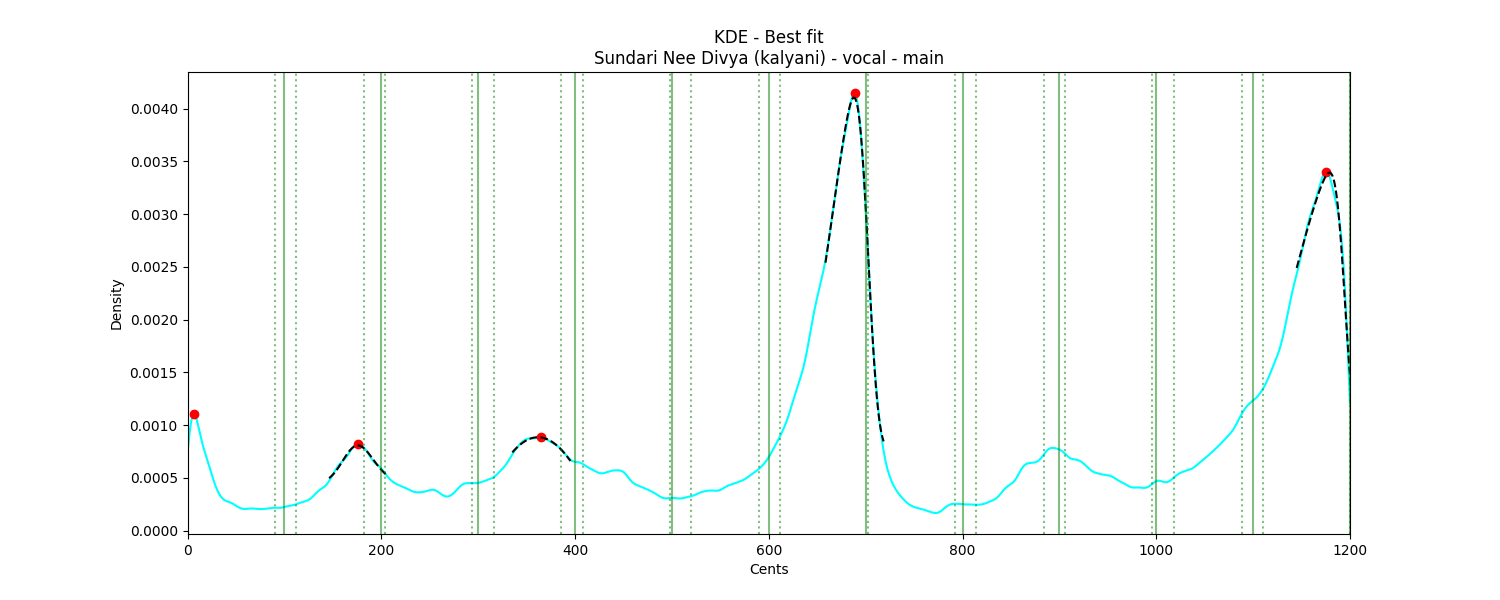 KDE - Best fit
Sundari Nee Divya (kalyani) - vocal - main
Density
0.0040
0.0035
0.0030
0.0025
0.0020
0.0015
0.0010
0.0005
0.0000
0 200 400 600 800 1000 1200
Cents